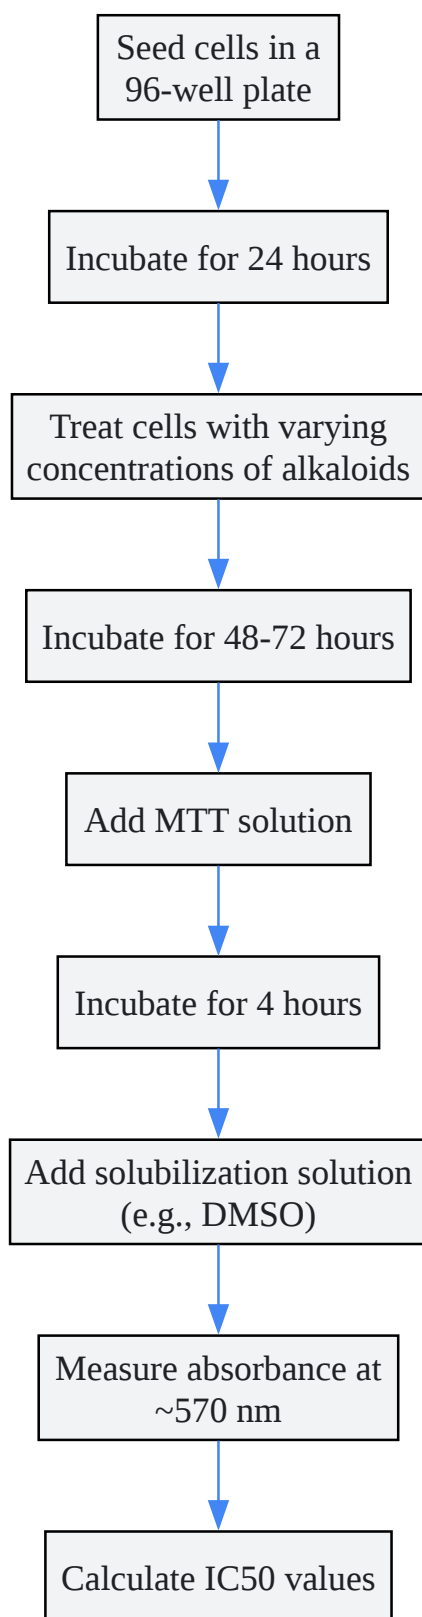 Seed cells in a
96-well plate
Incubate for 24 hours
Treat cells with varying
concentrations of alkaloids
Incubate for 48-72 hours
Add MTT solution
Incubate for 4 hours
Add solubilization solution
(e.g., DMSO)
Measure absorbance at
~570 nm
Calculate IC50 values